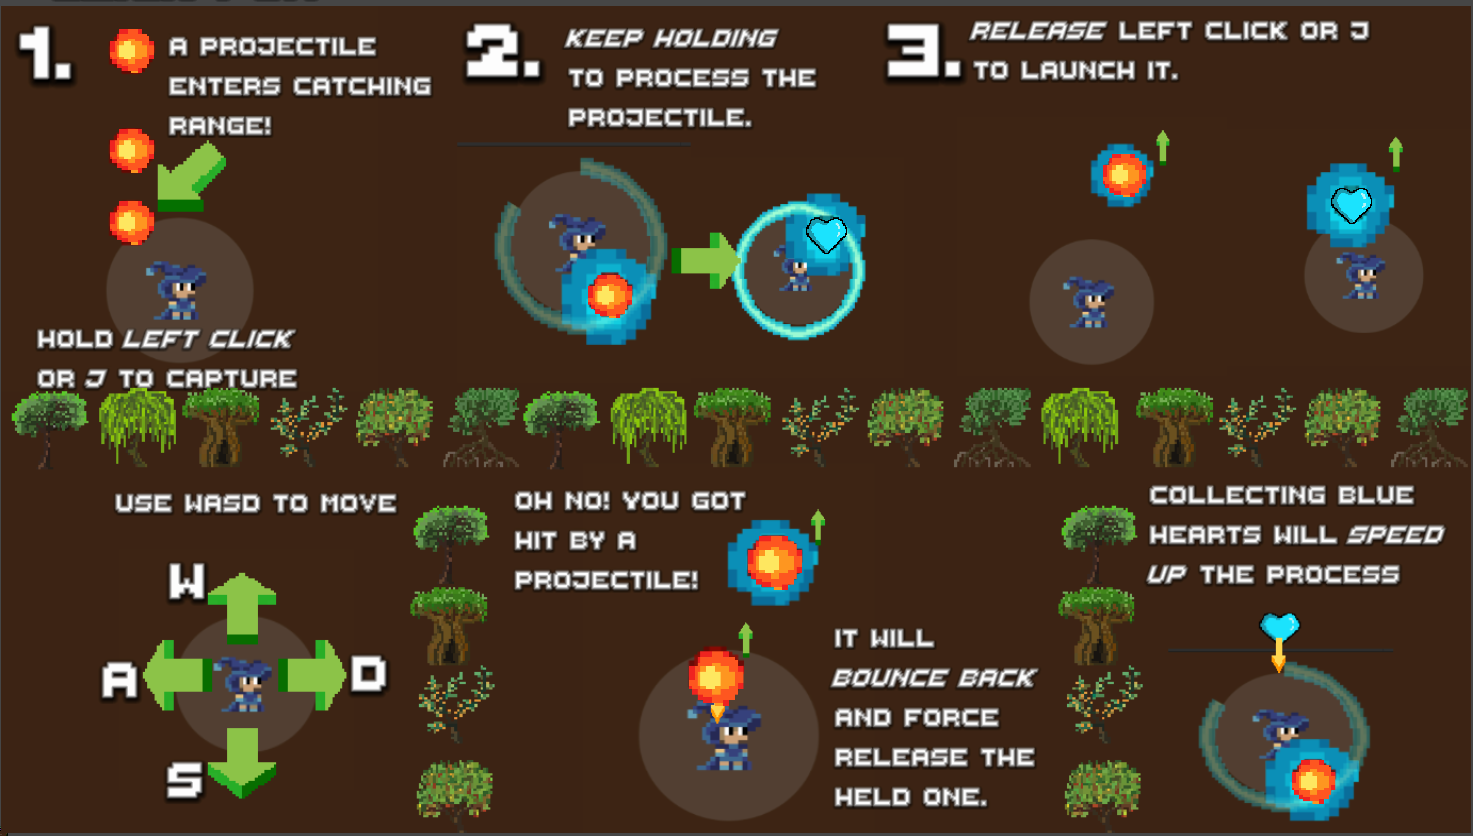 1.
A PROJECTILE
ENTERS CATCHING
RANGE!
HOLD LEFT CLICK
OR J TO CAPTURE
2.
KEEP HOLDING
TO PROCESS THE
PROJECTILE.
3.
RELEASE LEFT CLICK OR J
TO LAUNCH IT.
USE WASD TO MOVE
W
A
D
S
OH NO! YOU GOT
HIT BY A
PROJECTILE!
IT WILL
BOUNCE BACK
AND FORCE
RELEASE THE
HELD ONE.
COLLECTING BLUE
HEARTS WILL SPEED
UP THE PROCESS